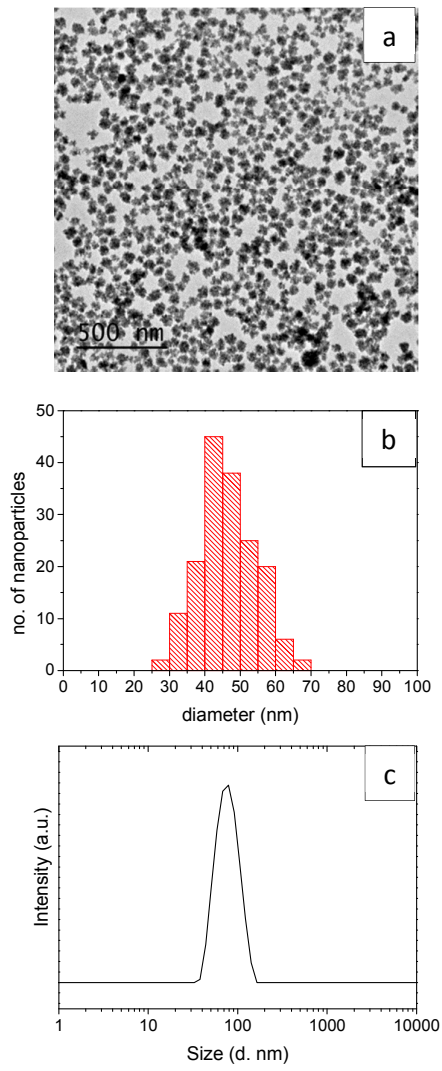 a
500 nm
b
50
40
30
20
10
0
no. of nanoparticles
0 10 20 30 40 50 60 70 80 90 100
diameter (nm)
c
Intensity (a.u.)
1 10 100 1000 10000
Size (d. nm)